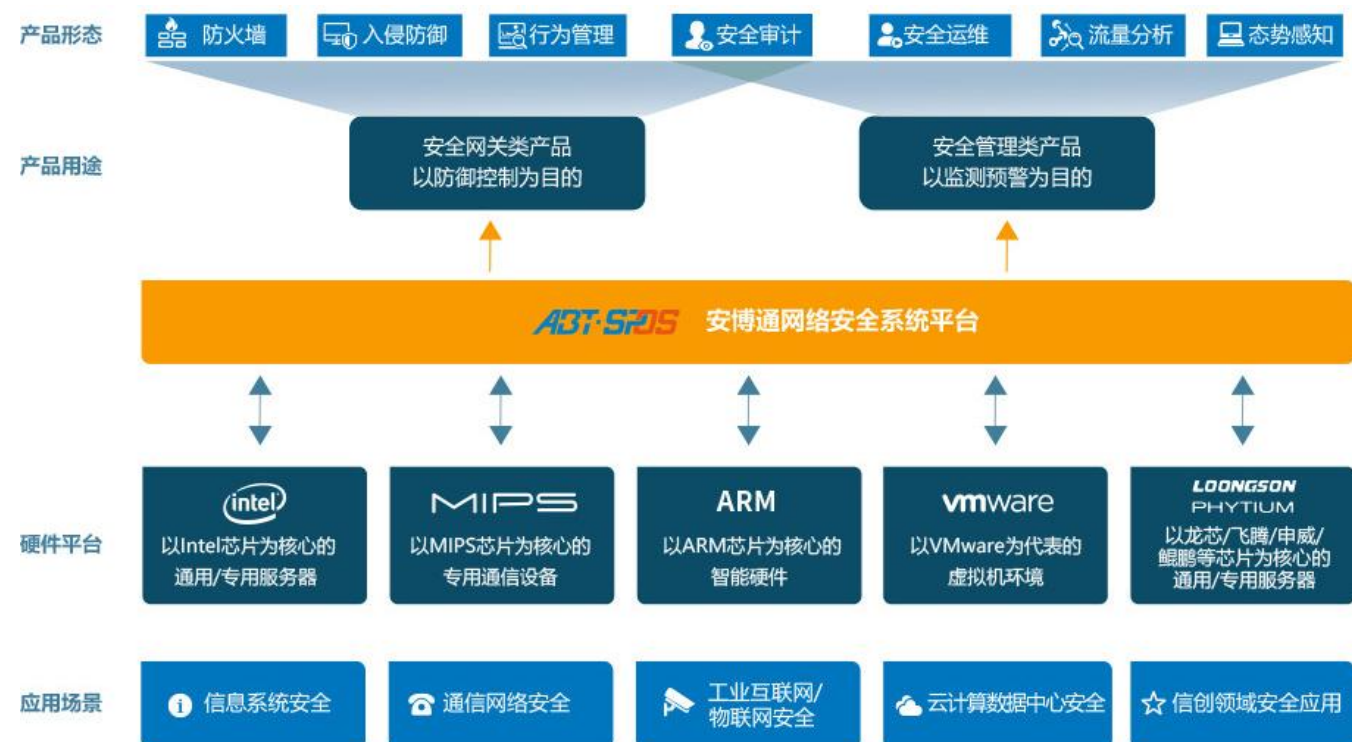 产品形态
防火墙
入侵防御
行为管理
安全审计
安全运维
流量分析
态势感知
产品用途
安全网关类产品
以防御控制为目的
安全管理类产品
以监测预警为目的
ABT·SPOS 安博通网络安全系统平台
硬件平台
intel
以Intel芯片为核心的
通用/专用服务器
MIPS
以MIPS芯片为核心的
专用通信设备
ARM
以ARM芯片为核心的
智能硬件
vmware
以VMware为代表的
虚拟机环境
LOONGSON
PHYTIUM
以龙芯/飞腾/申威/
鲲鹏等芯片为核心的
通用/专用服务器
应用场景
信息系统安全
通信网络安全
工业互联网/
物联网安全
云计算数据中心安全
信创领域安全应用